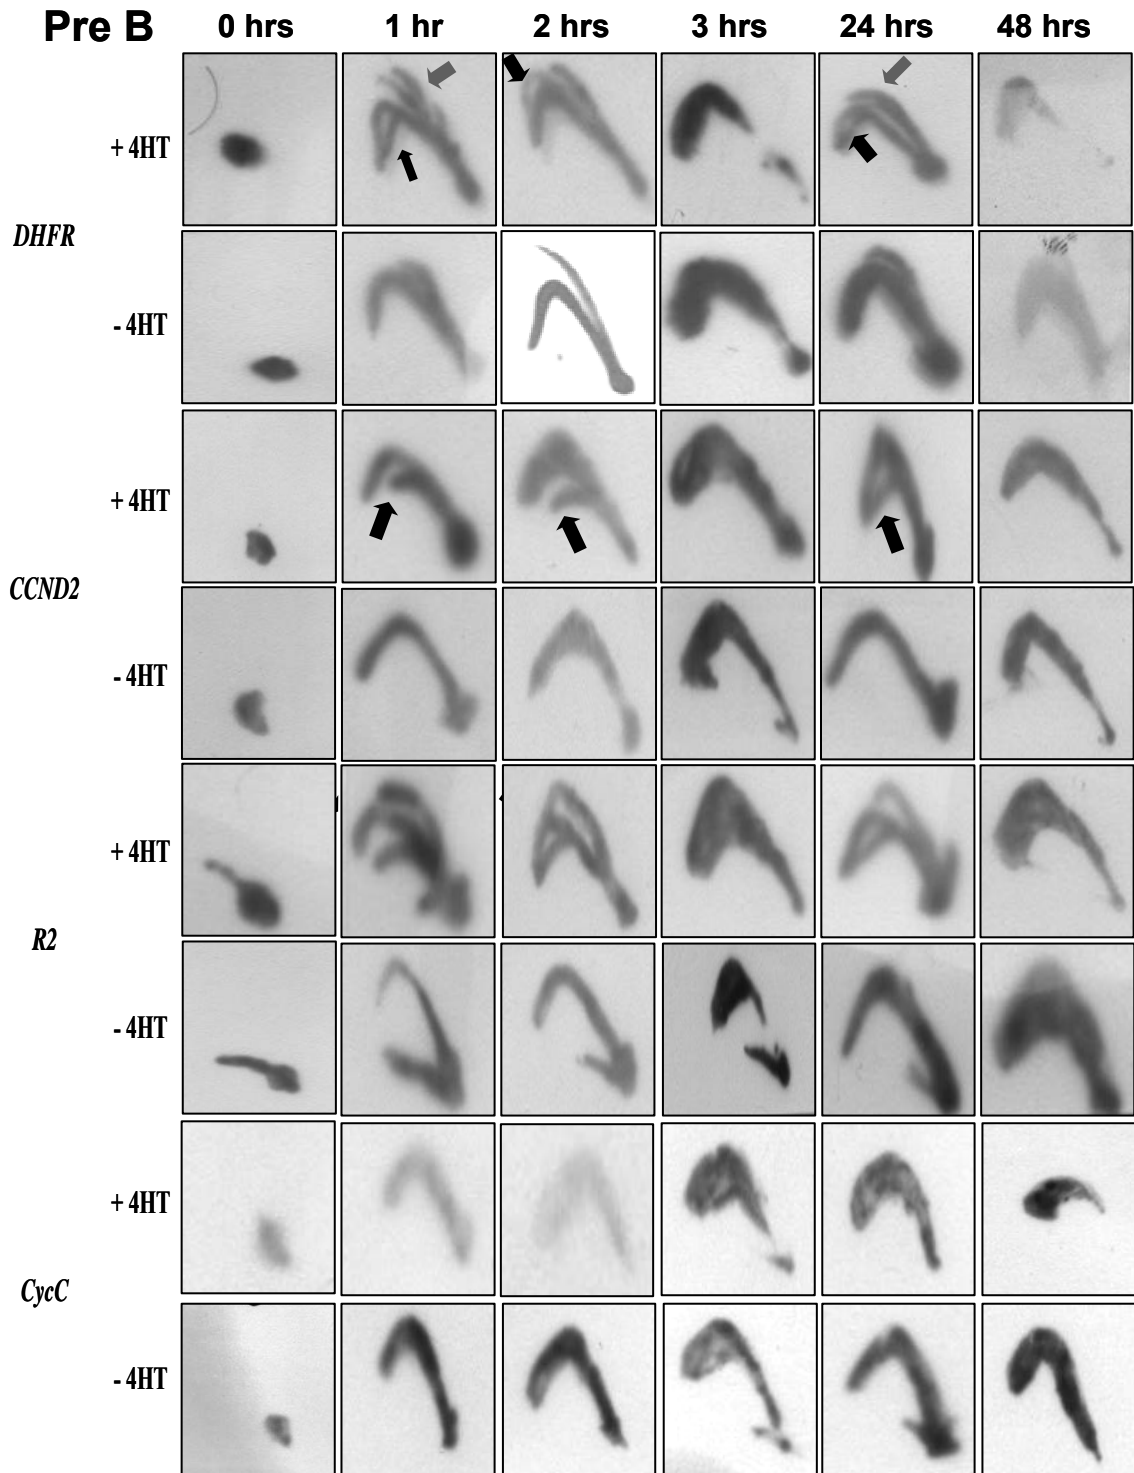 Pre B 0 hrs 1 hr 2 hrs 3 hrs 24 hrs 48 hrs
+ 4HT
DHFR
- 4HT
+ 4HT
CCND2
- 4HT
+ 4HT
R2
- 4HT
+ 4HT
CycC
- 4HT